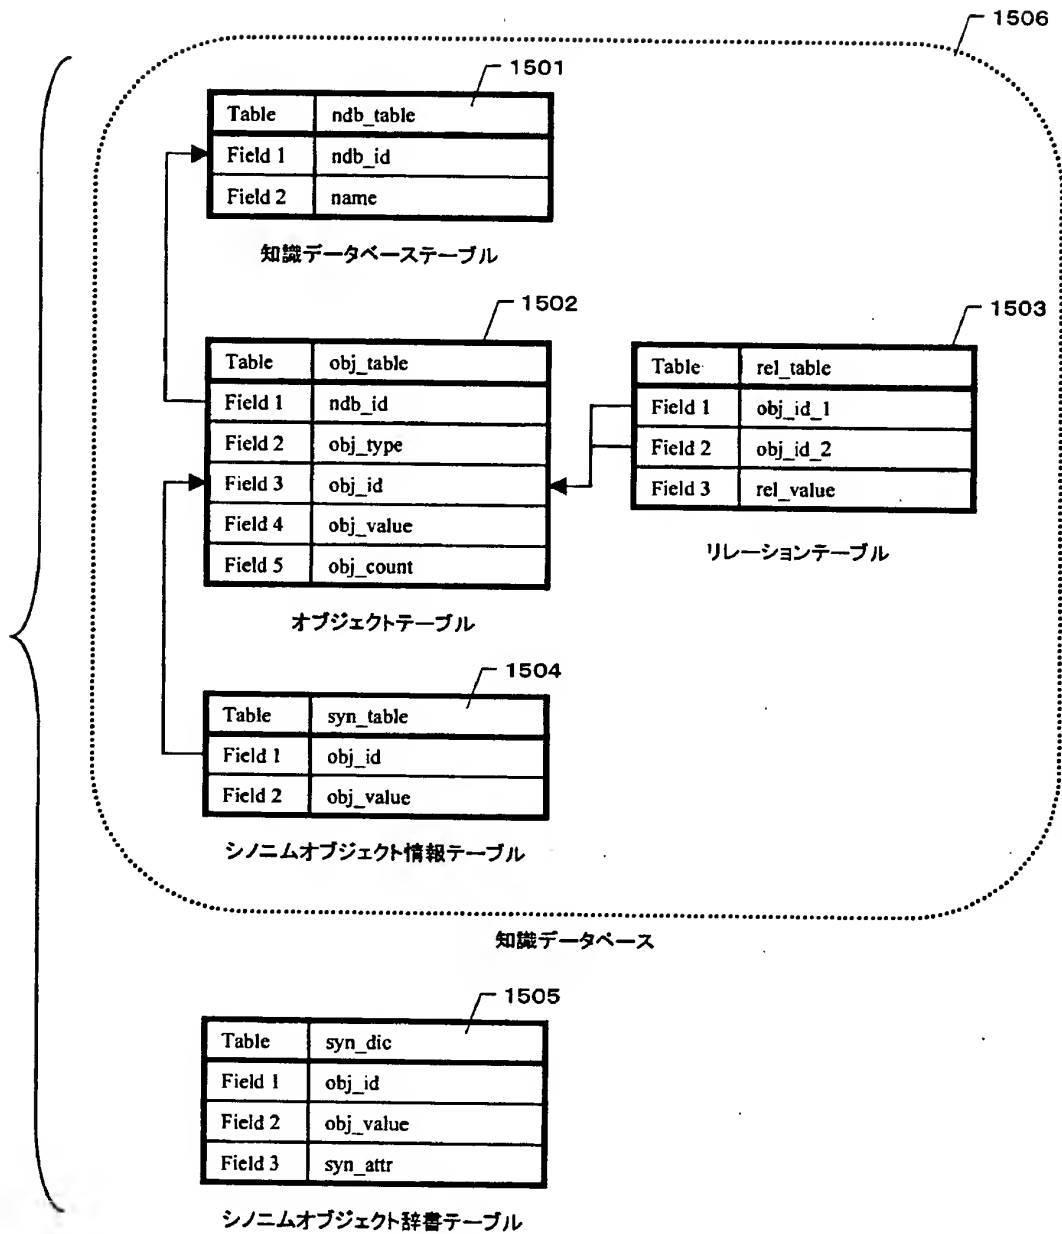 1506
1501
Table ndb_table
Field 1 ndb_id
Field 2 name
知識データベーステーブル
1502
Table obj_table
Field 1 ndb_id
Field 2 obj_type
Field 3 obj_id
Field 4 obj_value
Field 5 obj_count
オブジェクトテーブル
1503
Table rel_table
Field 1 obj_id_1
Field 2 obj_id_2
Field 3 rel_value
リレーションテーブル
1504
Table syn_table
Field 1 obj_id
Field 2 obj_value
シノニムオブジェクト情報テーブル
知識データベース
1505
Table syn_dic
Field 1 obj_id
Field 2 obj_value
Field 3 syn_attr
シノニムオブジェクト辞書テーブル